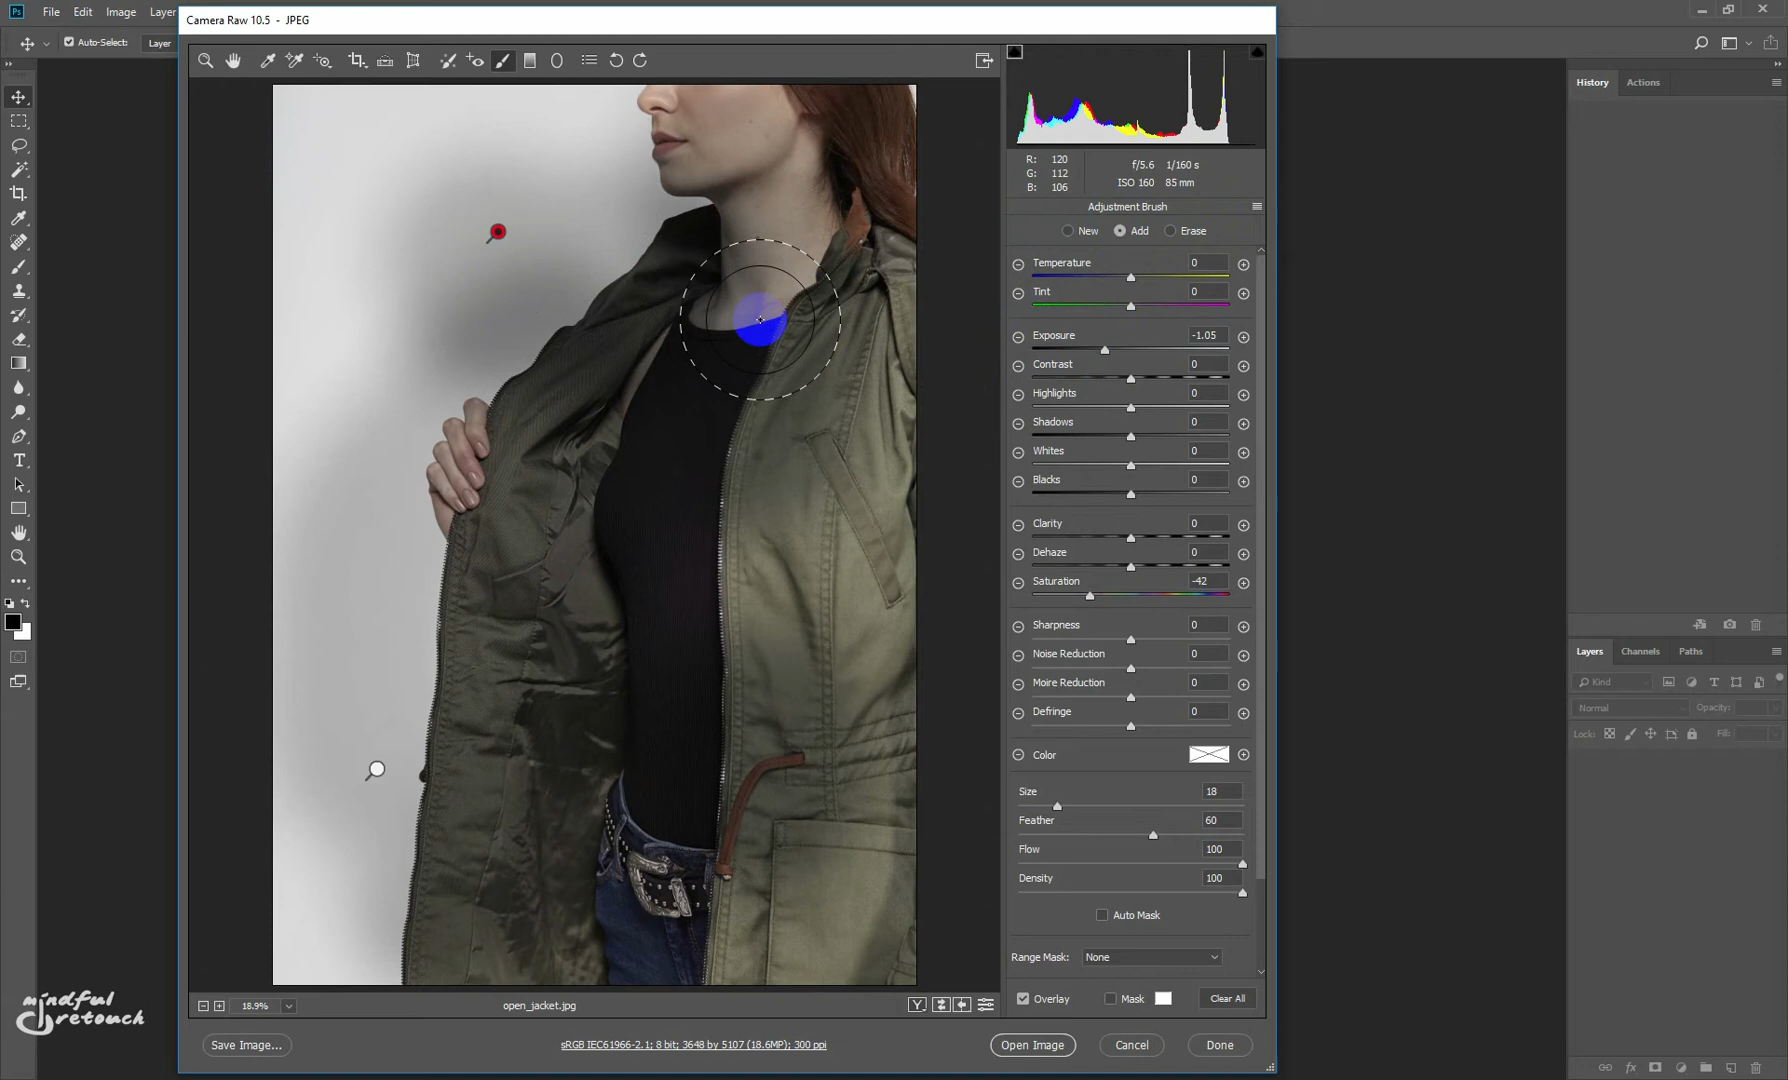 Ps File Edit Image Layer
Camera Raw 10.5 - JPEG
Auto-Select: Layer
History Actions
R: 120
G: 112
B: 106
f/5.6 1/160 s
ISO 160 85 mm
Adjustment Brush
New Add Erase
Temperature 0
Tint 0
Exposure -1.05
Contrast 0
Highlights 0
Shadows 0
Whites 0
Blacks 0
Clarity 0
Dehaze 0
Saturation -42
Sharpness 0
Noise Reduction 0
Moire Reduction 0
Defringe 0
Color
Size 18
Feather 60
Flow 100
Density 100
Auto Mask
Range Mask: None
Overlay Mask Clear All
Layers Channels Paths
Kind
Normal Opacity:
Lock: Fill:
18.9% open_jacket.jpg Y
Save Image... sRGB IEC61966-2.1; 8 bit; 3648 by 5107 (18.6MP); 300 ppi Open Image Cancel Done
mindful
retouch